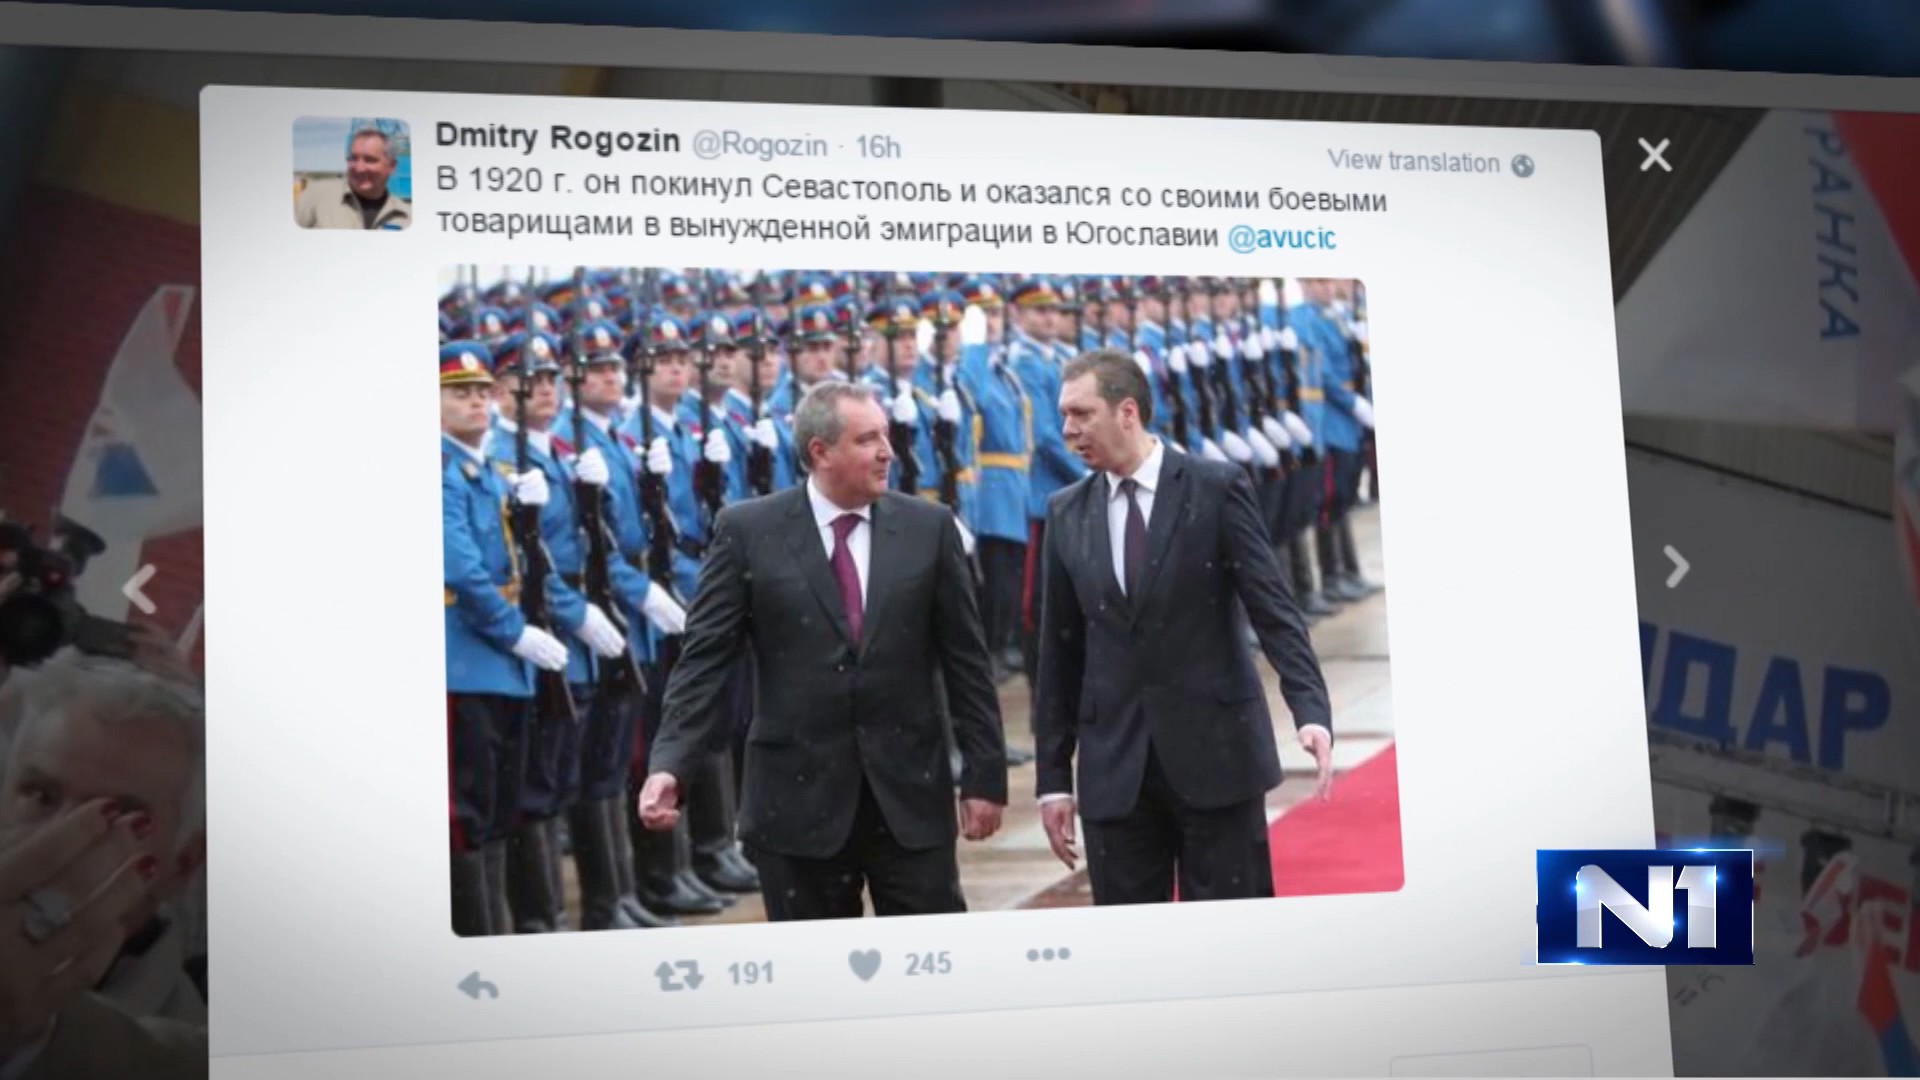 Dmitry Rogozin @Rogozin · 16h
View translation
В 1920 г. он покинул Севастополь и оказался со своими боевыми
товарищами в вынужденной эмиграции в Югославии @avucic
РАНКА
ДАР
191
245
N1